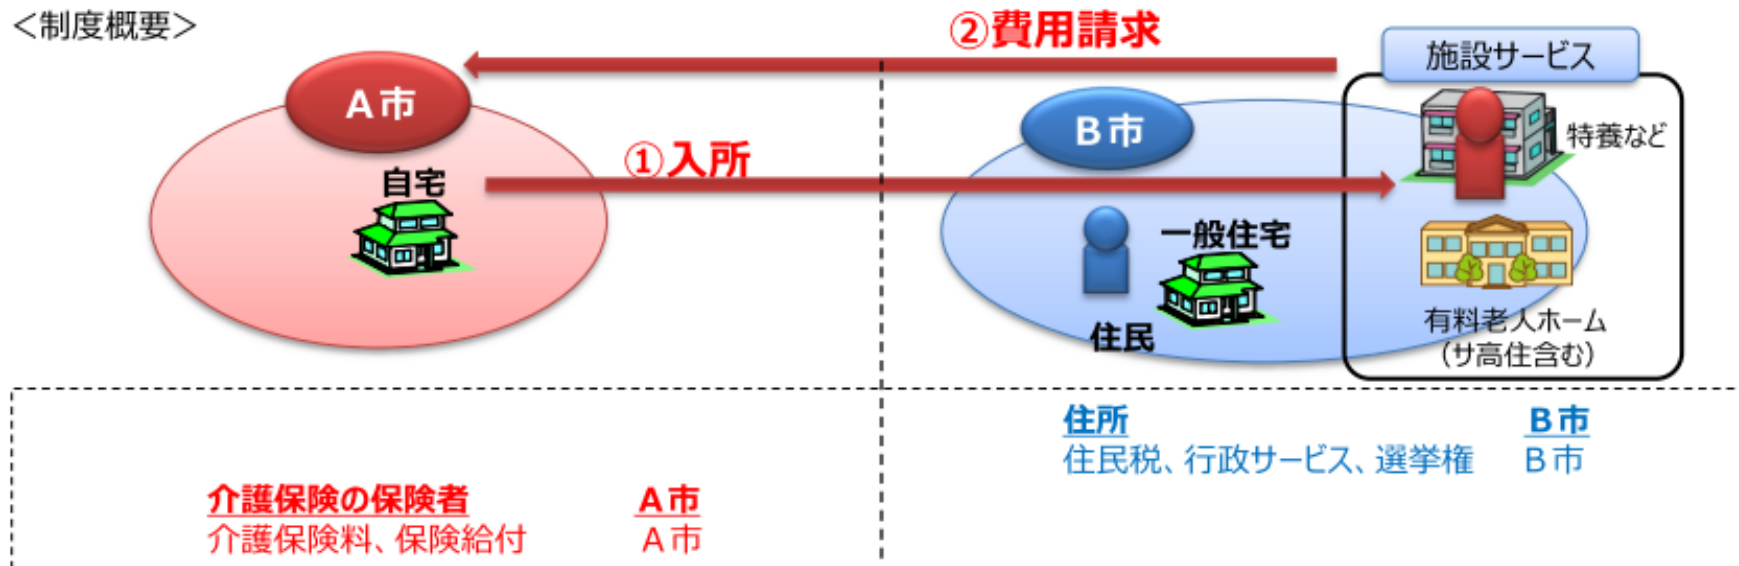 ＜制度概要＞
②費用請求
施設サービス
A市
B市
特養など
①入所
自宅
一般住宅
住民
有料老人ホーム
（サ高住含む）
住所 B市
住民税、行政サービス、選挙権 B市
介護保険の保険者 A市
介護保険料、保険給付 A市